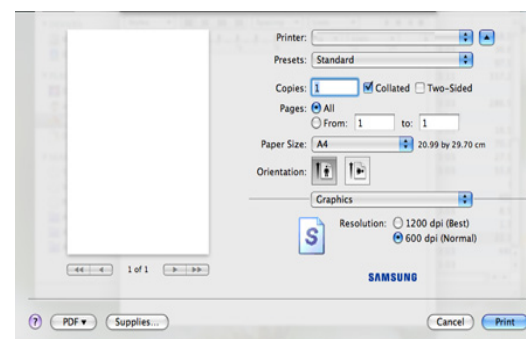 Printer:
Presets: Standard
Copies: 1 Collated Two-Sided
Pages: All
From: 1 to: 1
Paper Size: A4 20.99 by 29.70 cm
Orientation:
Graphics
S
Resolution: 1200 dpi (Best)
600 dpi (Normal)
1 of 1
SAMSUNG
? PDF Supplies... Cancel Print